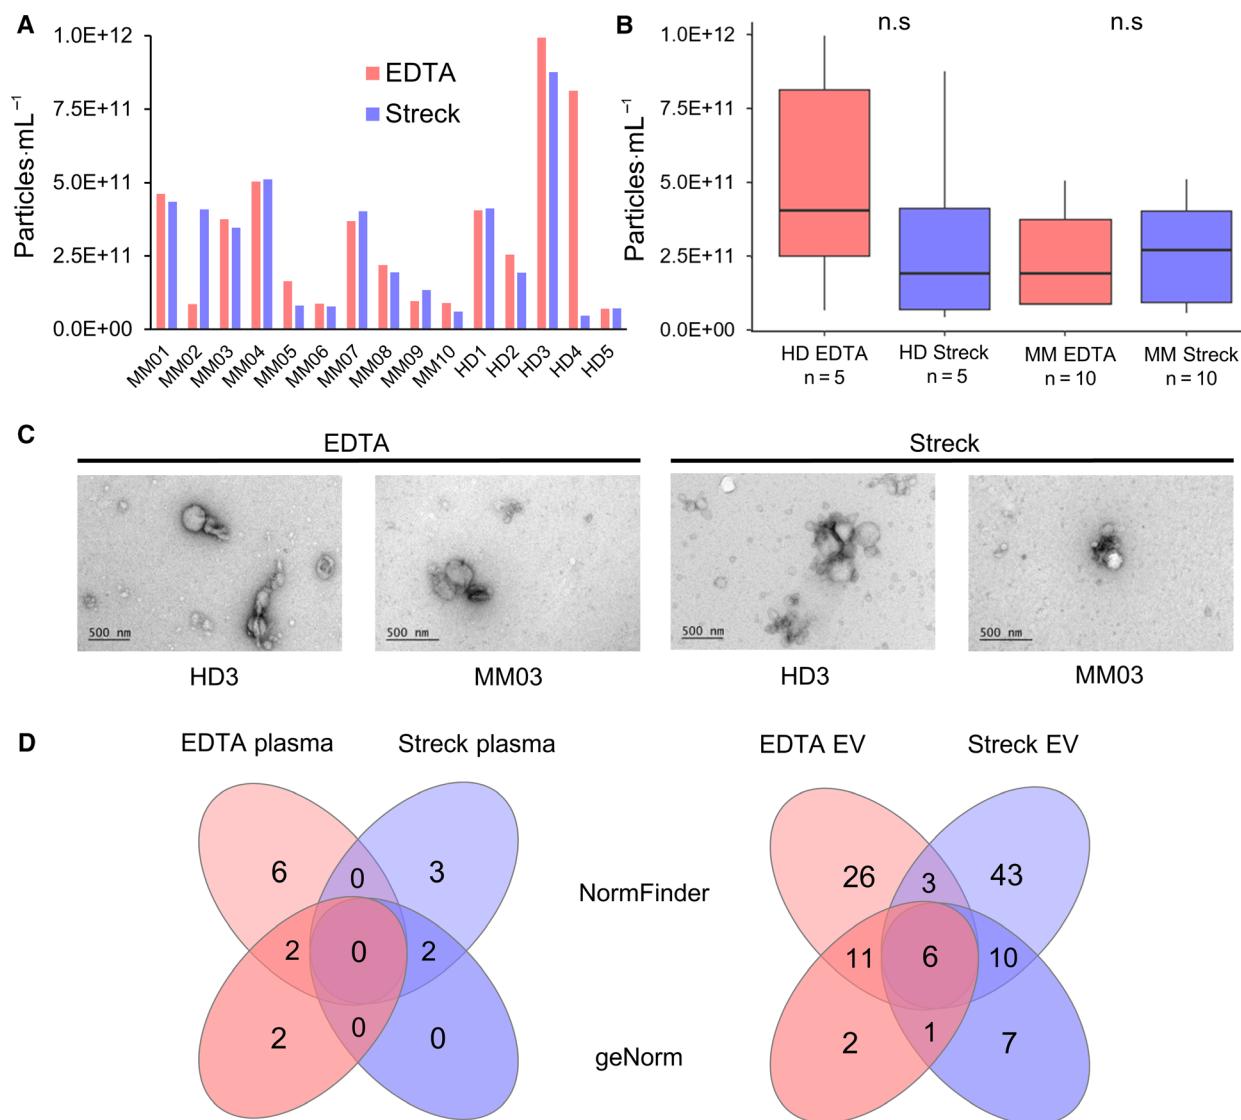 A
1.0E+12
7.5E+11
5.0E+11
2.5E+11
0.0E+00
Particles·mL⁻¹
EDTA
Streck
MM01
MM02
MM03
MM04
MM05
MM06
MM07
MM08
MM09
MM10
HD1
HD2
HD3
HD4
HD5
B
n.s
n.s
1.0E+12
7.5E+11
5.0E+11
2.5E+11
0.0E+00
Particles·mL⁻¹
HD EDTA
n = 5
HD Streck
n = 5
MM EDTA
n = 10
MM Streck
n = 10
C
EDTA
Streck
500 nm
500 nm
500 nm
500 nm
HD3
MM03
HD3
MM03
D
EDTA plasma
Streck plasma
EDTA EV
Streck EV
6
0
3
2
0
2
2
0
0
NormFinder
geNorm
26
3
43
11
6
10
2
1
7